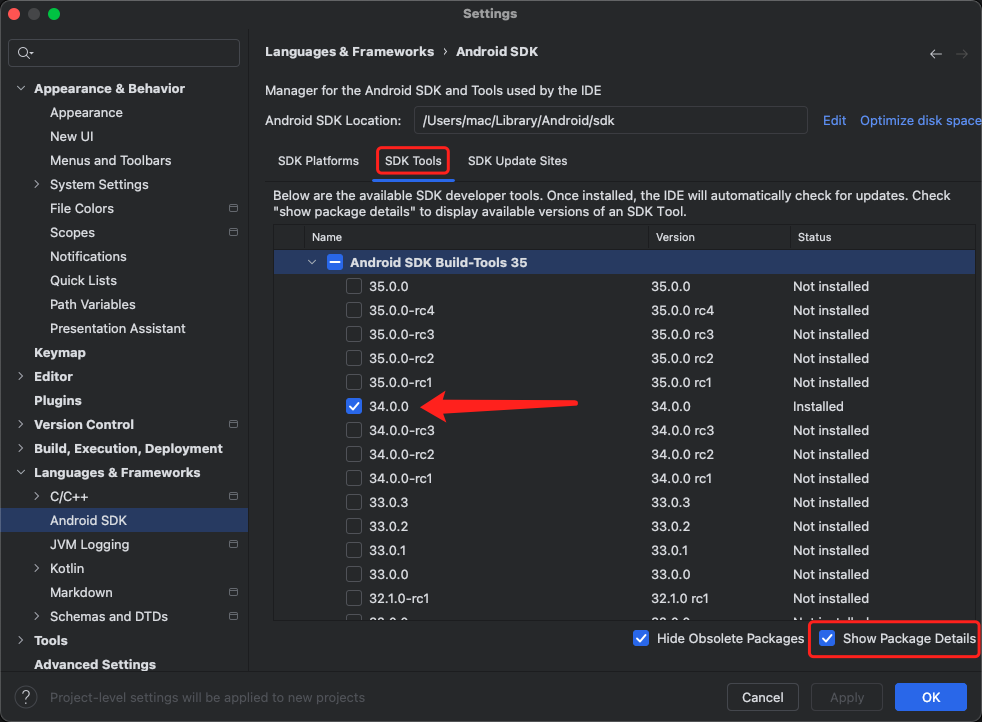 Settings
Languages & Frameworks › Android SDK
Manager for the Android SDK and Tools used by the IDE
Android SDK Location: /Users/mac/Library/Android/sdk Edit Optimize disk space
SDK Platforms SDK Tools SDK Update Sites
Below are the available SDK developer tools. Once installed, the IDE will automatically check for updates. Check
"show package details" to display available versions of an SDK Tool.
Appearance & Behavior
Appearance
New UI
Menus and Toolbars
System Settings
File Colors
Scopes
Notifications
Quick Lists
Path Variables
Presentation Assistant
Keymap
Editor
Plugins
Version Control
Build, Execution, Deployment
Languages & Frameworks
C/C++
Android SDK
JVM Logging
Kotlin
Markdown
Schemas and DTDs
Tools
Advanced Settings
Name Version Status
Android SDK Build-Tools 35
35.0.0 35.0.0 Not installed
35.0.0-rc4 35.0.0 rc4 Not installed
35.0.0-rc3 35.0.0 rc3 Not installed
35.0.0-rc2 35.0.0 rc2 Not installed
35.0.0-rc1 35.0.0 rc1 Not installed
34.0.0 34.0.0 Installed
34.0.0-rc3 34.0.0 rc3 Not installed
34.0.0-rc2 34.0.0 rc2 Not installed
34.0.0-rc1 34.0.0 rc1 Not installed
33.0.3 33.0.3 Not installed
33.0.2 33.0.2 Not installed
33.0.1 33.0.1 Not installed
33.0.0 33.0.0 Not installed
32.1.0-rc1 32.1.0 rc1 Not installed
Hide Obsolete Packages Show Package Details
? Project-level settings will be applied to new projects
Cancel Apply OK